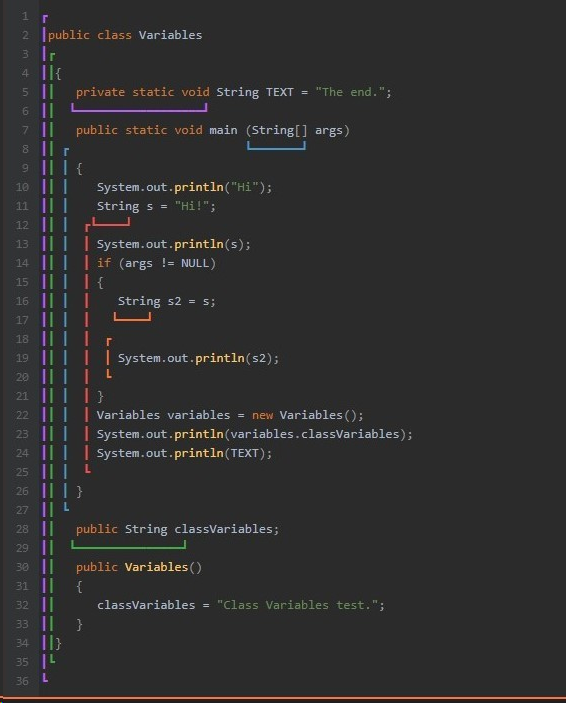 1
2 public class Variables
3
4 {
5 private static void String TEXT = "The end.";
6
7 public static void main (String[] args)
8
9 {
10 System.out.println("Hi");
11 String s = "Hi!";
12
13 System.out.println(s);
14 if (args != NULL)
15 {
16 String s2 = s;
17
18
19 System.out.println(s2);
20
21 }
22 Variables variables = new Variables();
23 System.out.println(variables.classVariables);
24 System.out.println(TEXT);
25
26 }
27
28 public String classVariables;
29
30 public Variables()
31 {
32 classVariables = "Class Variables test.";
33 }
34 }
35
36